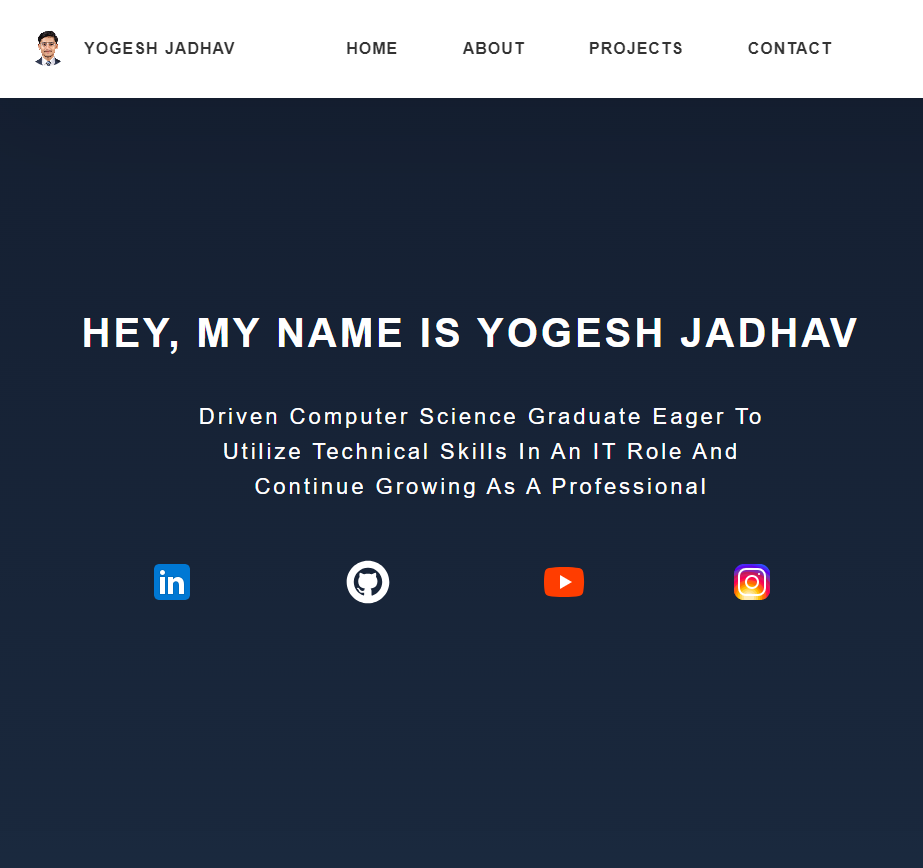 YOGESH JADHAV HOME ABOUT PROJECTS CONTACT
HEY, MY NAME IS YOGESH JADHAV
Driven Computer Science Graduate Eager To
Utilize Technical Skills In An IT Role And
Continue Growing As A Professional
in